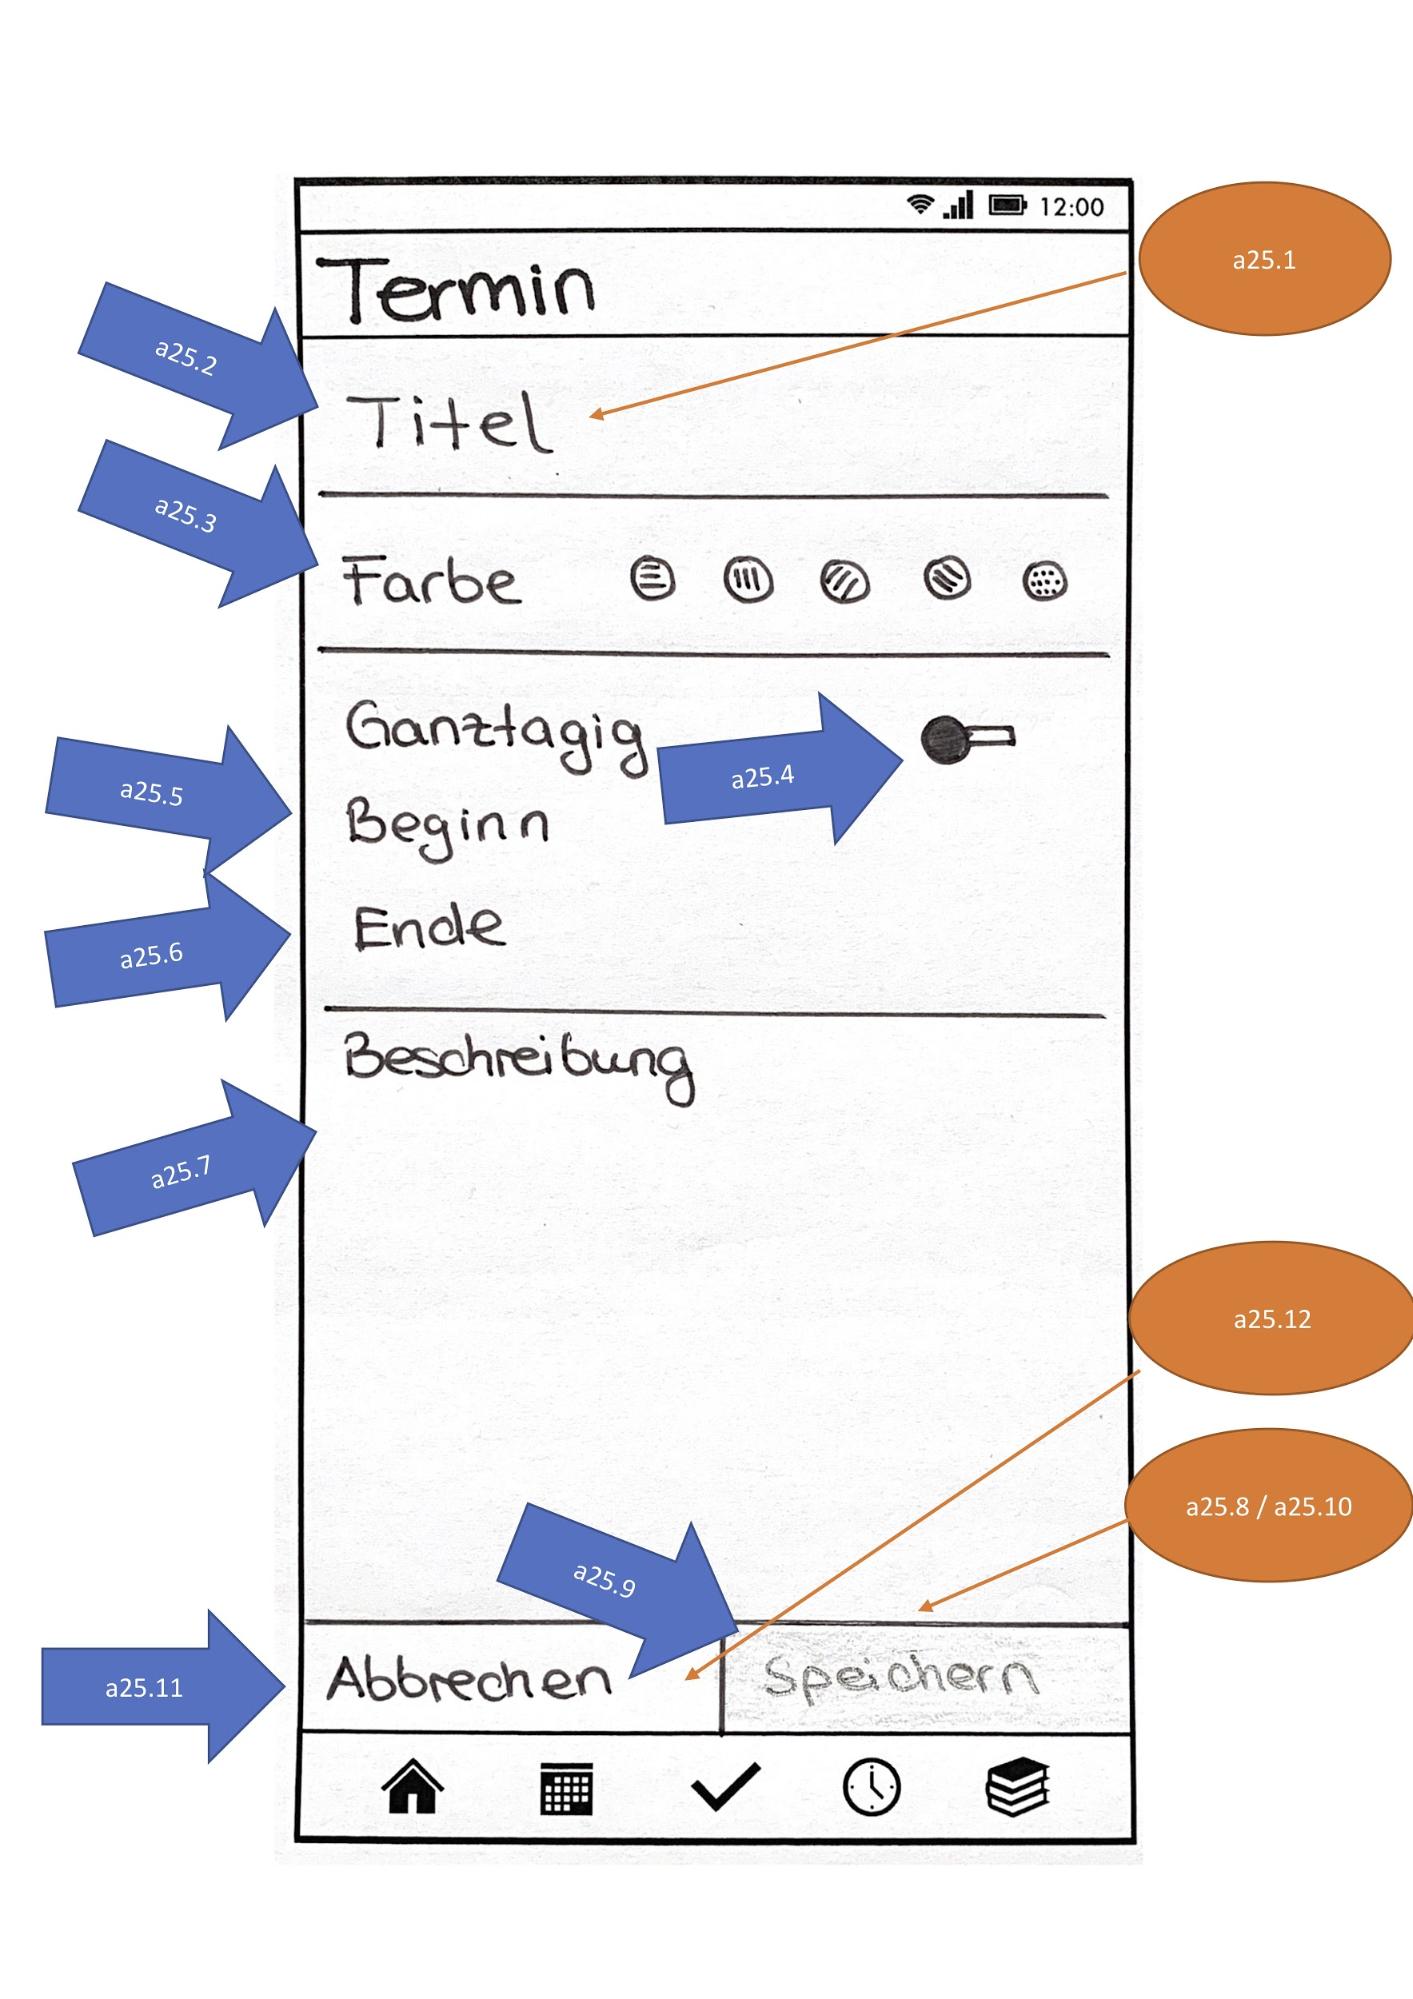 12:00
a25.1
Termin
a25.2
Titel
a25.3
Farbe
Ganztagig
a25.4
a25.5
Beginn
Ende
a25.6
Beschreibung
a25.7
a25.12
a25.8 / a25.10
a25.9
a25.11
Abbrechen
Speichern